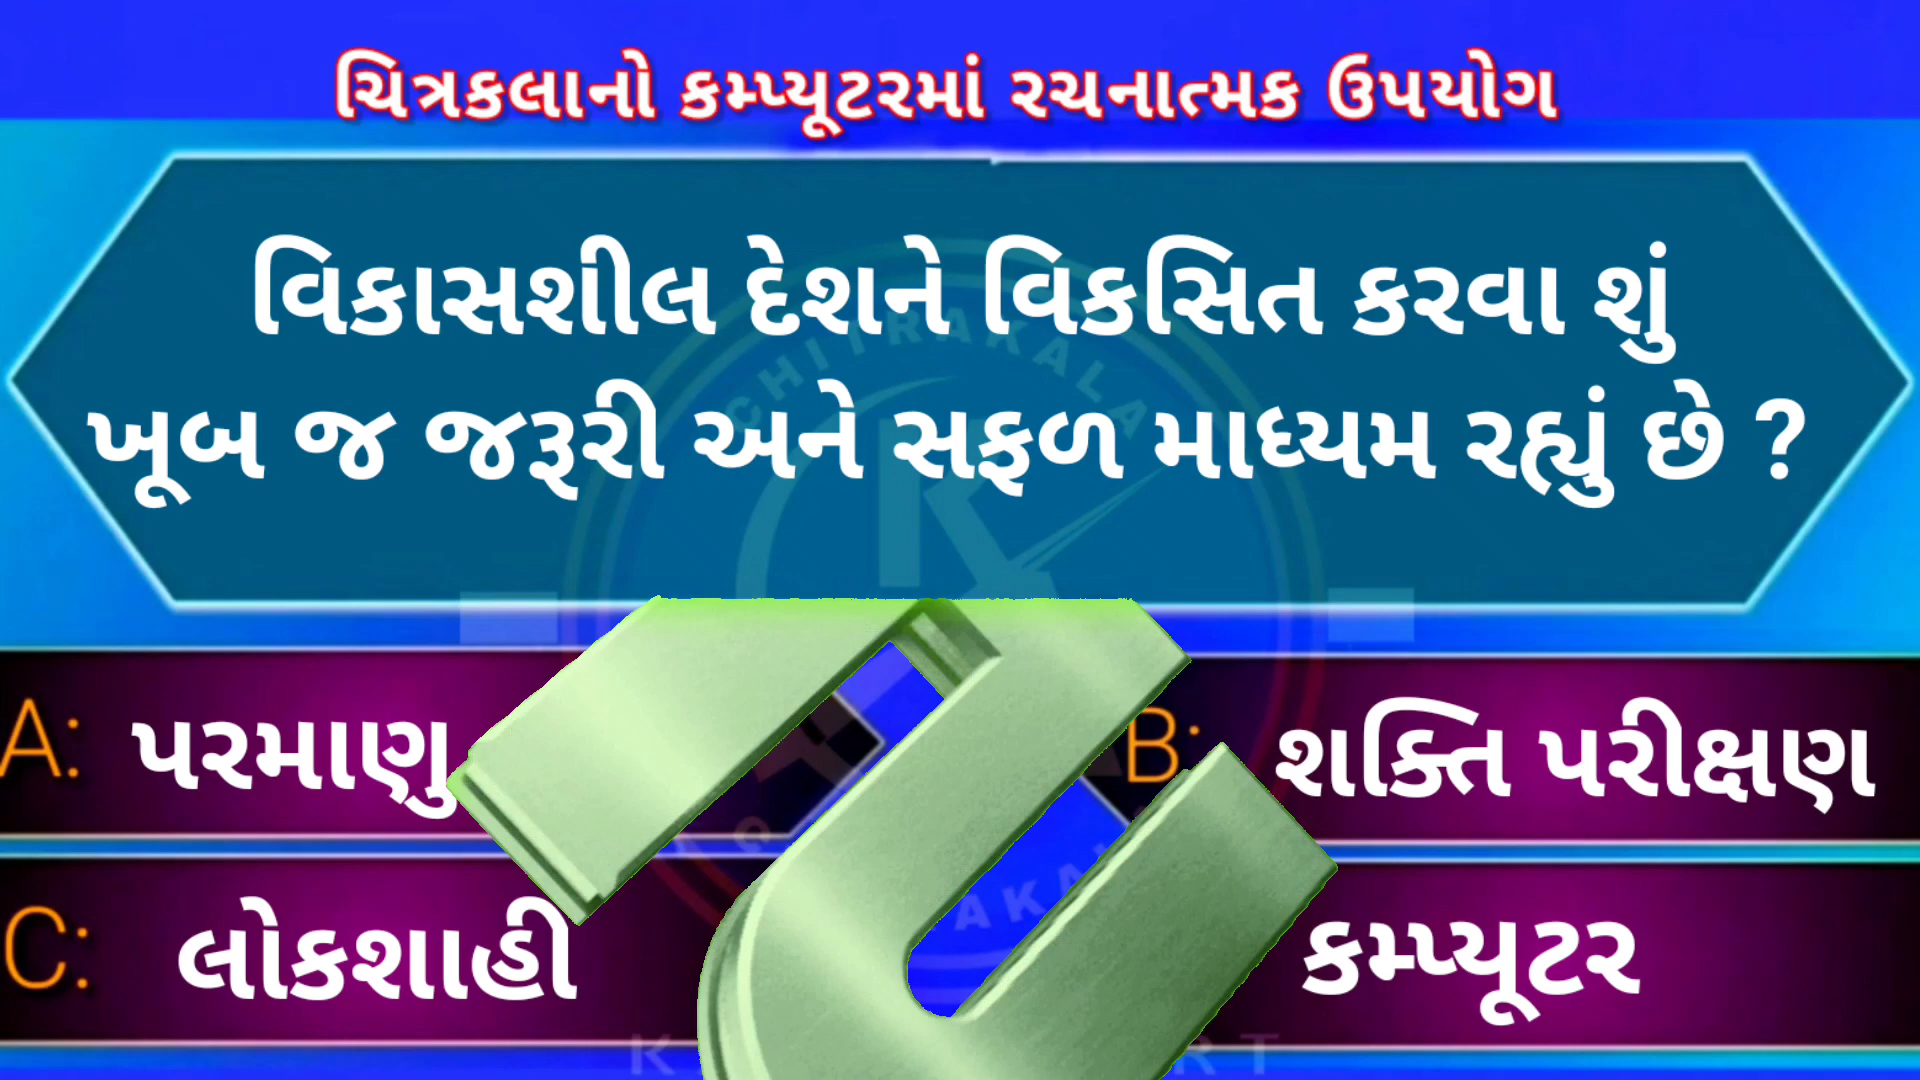 ચિત્રકલાનો કમ્પ્યૂટરમાં રચનાત્મક ઉપયોગ
વિકાસશીલ દેશને વિકસિત કરવા શું
ખૂબ જ જરૂરી અને સફળ માધ્યમ રહ્યું છે ?
A: પરમાણુ
B: શક્તિ પરીક્ષણ
C: લોકશાહી
કમ્પ્યૂટર
CHITRAKALA